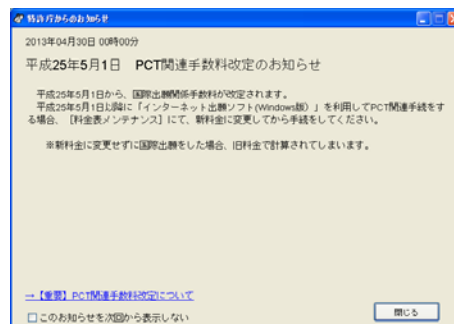 特許庁からのお知らせ
2013年04月30日 00時00分
平成25年5月1日　PCT関連手数料改定のお知らせ
平成25年5月1日から、国際出願関係手数料が改定されます。
平成25年5月1日以降に「インターネット出願ソフト(Windows版）」を利用してPCT関連手続をす
る場合、［料金表メンテナンス］にて、新料金に変更してから手続をしてください。
※新料金に変更せずに国際出願をした場合、旧料金で計算されてしまいます。
→【重要】PCT関連手数料改定について
このお知らせを次回から表示しない
閉じる